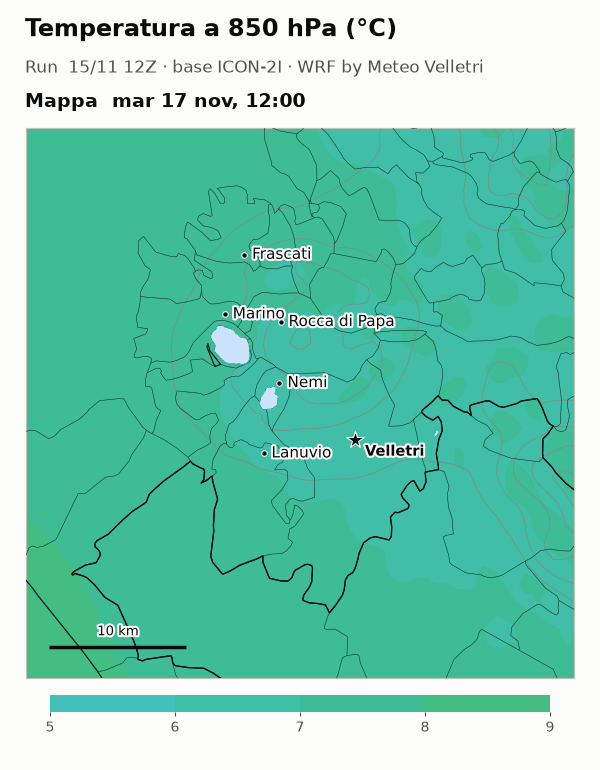 Temperatura a 850 hPa (°C)
Run  15/11 12Z · base ICON-2I · WRF by Meteo Velletri
Mappa  mar 17 nov, 12:00
Frascati
Marino
Rocca di Papa
Nemi
Velletri
Lanuvio
10 km
5 6 7 8 9